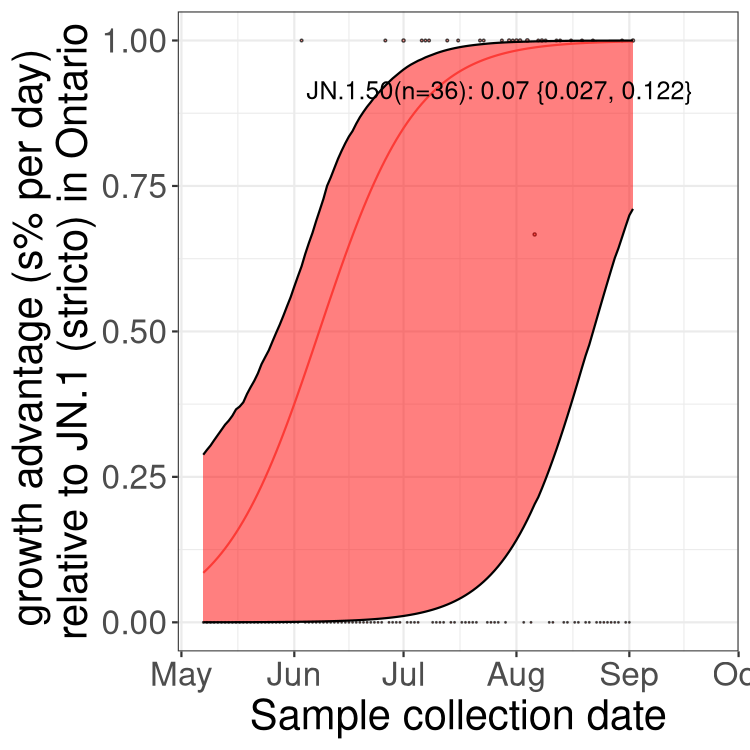 growth advantage (s% per day)
relative to JN.1 (stricto) in Ontario
1.00
0.75
0.50
0.25
0.00
JN.1.50(n=36): 0.07 {0.027, 0.122}
May Jun Jul Aug Sep Oc
Sample collection date